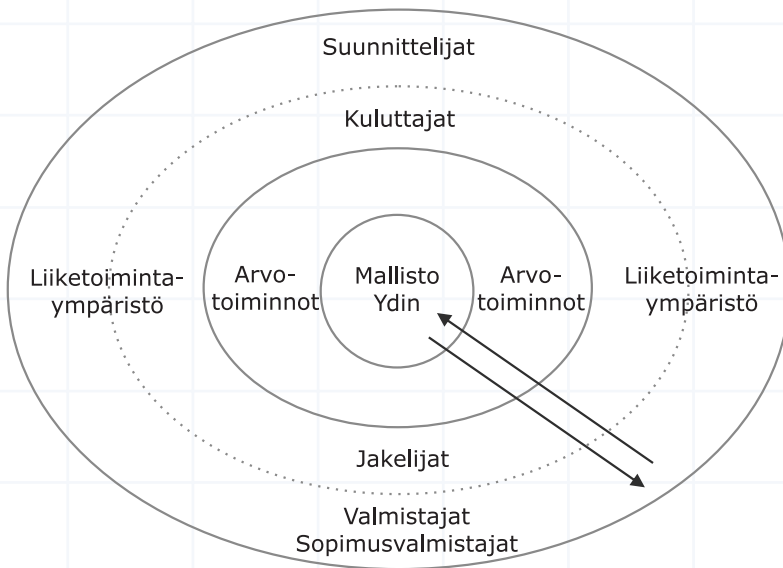 Suunnittelijat
Kuluttajat
Liiketoiminta-
ympäristö
Arvo-
toiminnot
Mallisto
Ydin
Arvo-
toiminnot
Liiketoiminta-
ympäristö
Jakelijat
Valmistajat
Sopimusvalmistajat